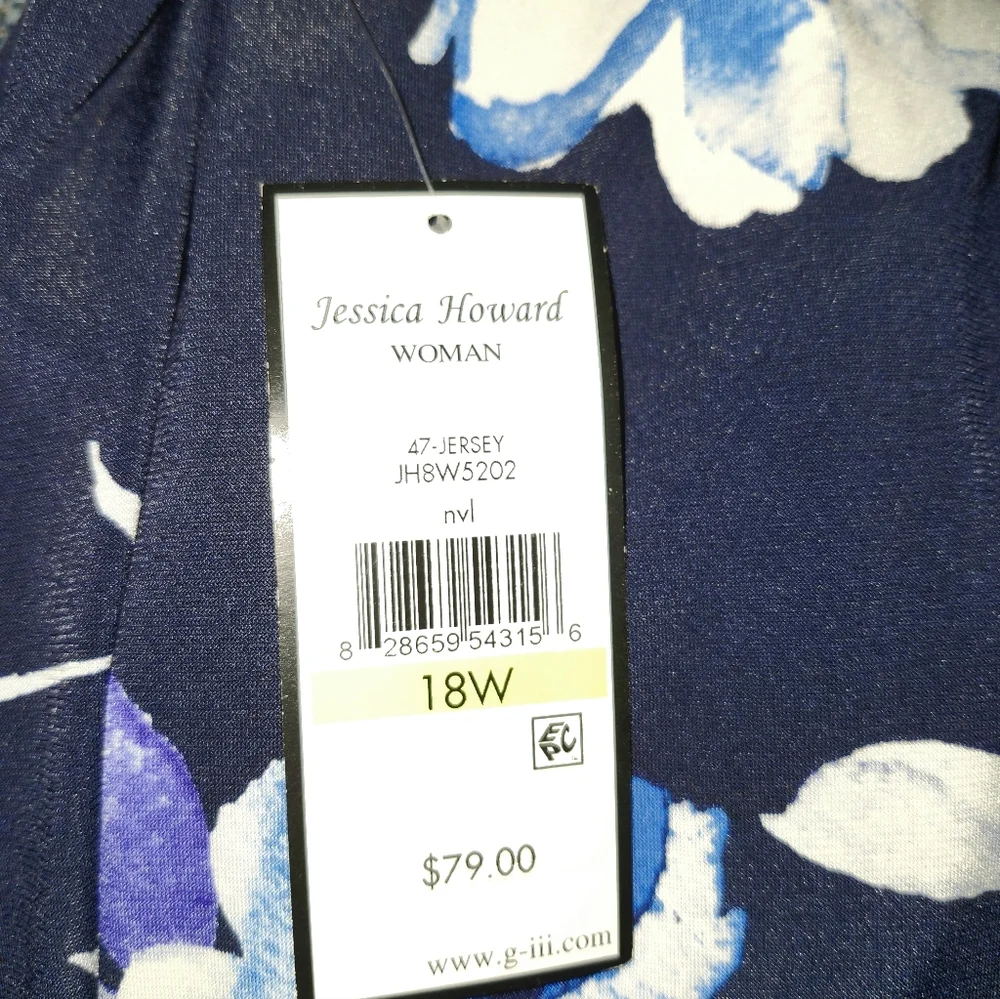 Jessica Howard
WOMAN
47-JERSEY
JH8W5202
nvl
8 28659 54315 6
18W
EPC
$79.00
www.g-iii.com